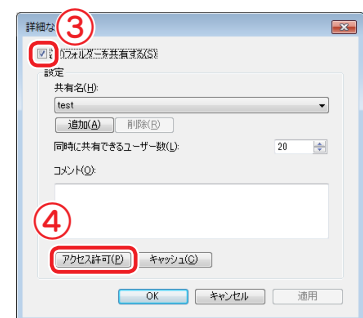 詳細な
③
のフォルダーを共有する(S)
設定
共有名(H):
test
追加(A) 削除(R)
同時に共有できるユーザー数(L): 20
コメント(O):
④
アクセス許可(P) キャッシュ(C)
OK キャンセル 適用